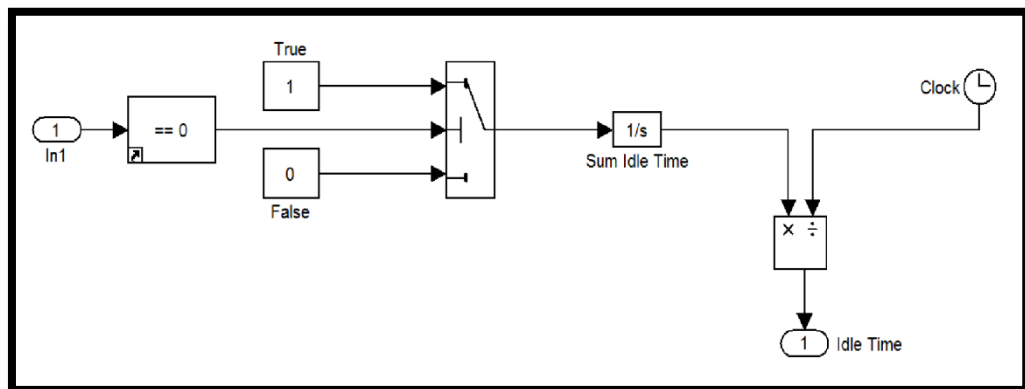 True
1
Clock
1
In1
== 0
1/s
Sum Idle Time
0
False
× ÷
1
Idle Time